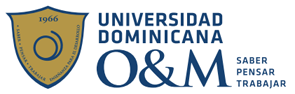 1966
UNIVERSIDAD
DOMINICANA
O&M
SABER
PENSAR
TRABAJAR